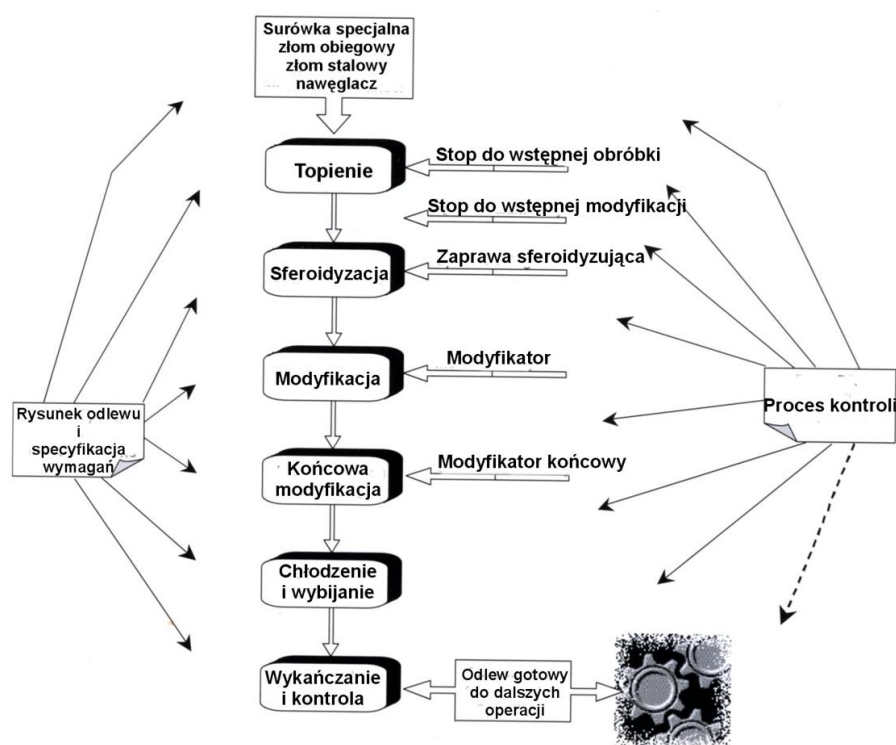 Surówka specjalna
złom obiegowy
złom stalowy
nawęglacz
Topienie
Stop do wstępnej obróbki
Stop do wstępnej modyfikacji
Sferoidyzacja
Zaprawa sferoidyzująca
Modyfikacja
Modyfikator
Rysunek odlewu
i
specyfikacja
wymagań
Proces kontroli
Końcowa
modyfikacja
Modyfikator końcowy
Chłodzenie
i wybijanie
Wykańczanie
i kontrola
Odlew gotowy
do dalszych
operacji